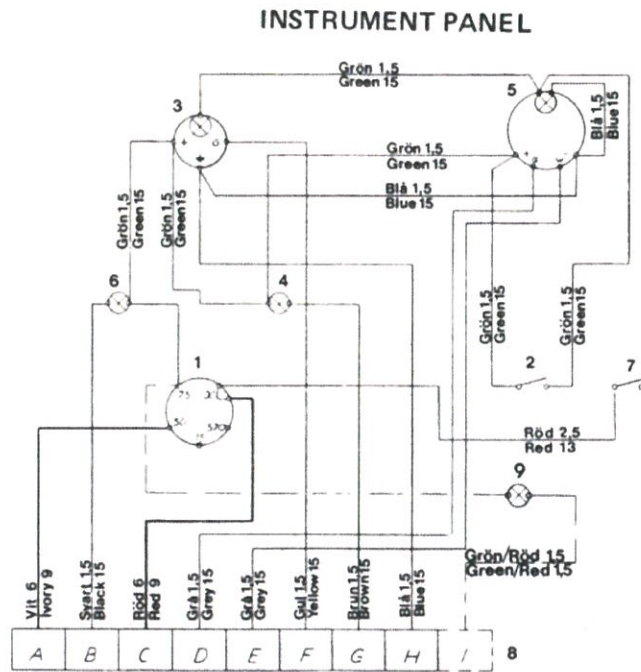 INSTRUMENT PANEL
Grön 1,5
Green 15
3
5
Blå 1,5
Blue 15
+
G
Grön 1,5
Green 15
+
Blå 1,5
Blue 15
Grön 1,5
Green 15
Grön 1,5
Green 15
6
4
Grön 1,5
Green 15
Grön 1,5
Green 15
1
2
7
75
30
50
Röd 2,5
Red 13
9
Grön/Röd 1,5
Green/Red 1,5
Vit 6
Ivory 9
Svart 1,5
Black 15
Röd 6
Red 9
Grå 1,5
Grey 15
Grå 1,5
Grey 15
Gul 1,5
Yellow 15
Brun 1,5
Brown 15
Blå 1,5
Blue 15
A B C D E F G H I
8